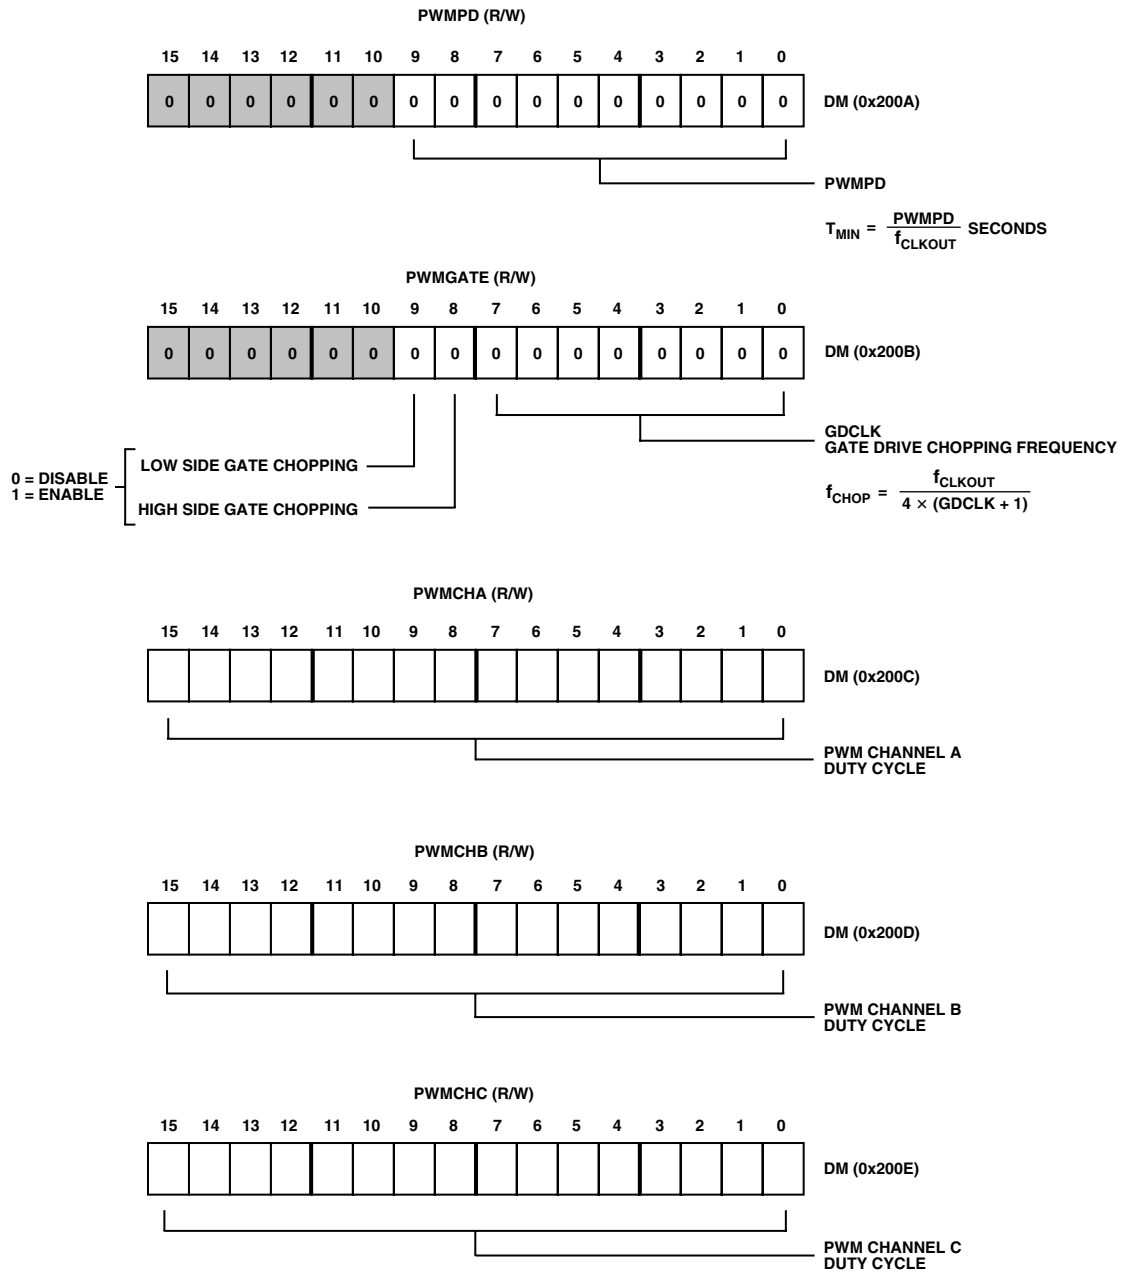 PWMPD (R/W)
15 14 13 12 11 10 9 8 7 6 5 4 3 2 1 0
0 0 0 0 0 0 0 0 0 0 0 0 0 0 0 0 DM (0x200A)
PWMPD
T_MIN = PWMPD / f_CLKOUT SECONDS
PWMGATE (R/W)
15 14 13 12 11 10 9 8 7 6 5 4 3 2 1 0
0 0 0 0 0 0 0 0 0 0 0 0 0 0 0 0 DM (0x200B)
GDCLK
GATE DRIVE CHOPPING FREQUENCY
f_CHOP = f_CLKOUT / 4 × (GDCLK + 1)
0 = DISABLE
1 = ENABLE
LOW SIDE GATE CHOPPING
HIGH SIDE GATE CHOPPING
PWMCHA (R/W)
15 14 13 12 11 10 9 8 7 6 5 4 3 2 1 0
DM (0x200C)
PWM CHANNEL A
DUTY CYCLE
PWMCHB (R/W)
15 14 13 12 11 10 9 8 7 6 5 4 3 2 1 0
DM (0x200D)
PWM CHANNEL B
DUTY CYCLE
PWMCHC (R/W)
15 14 13 12 11 10 9 8 7 6 5 4 3 2 1 0
DM (0x200E)
PWM CHANNEL C
DUTY CYCLE